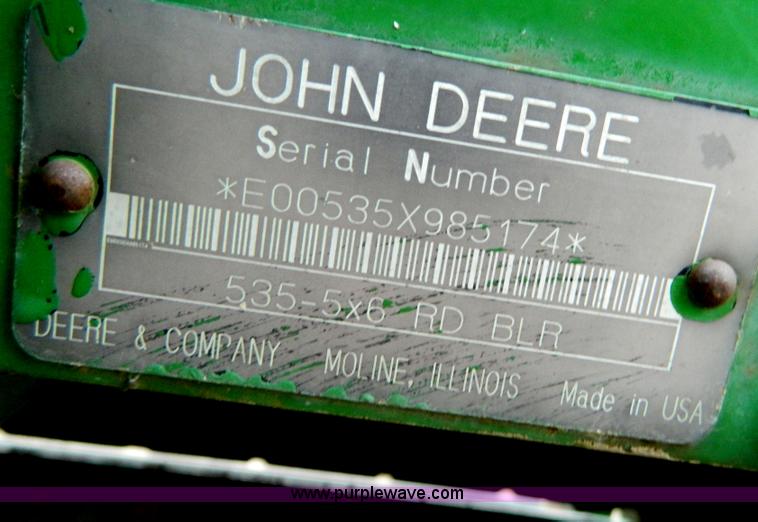 JOHN DEERE
Serial Number
*E00535X985174*
535-5x6 RD BLR
DEERE & COMPANY MOLINE, ILLINOIS Made in USA
www.purplewave.com